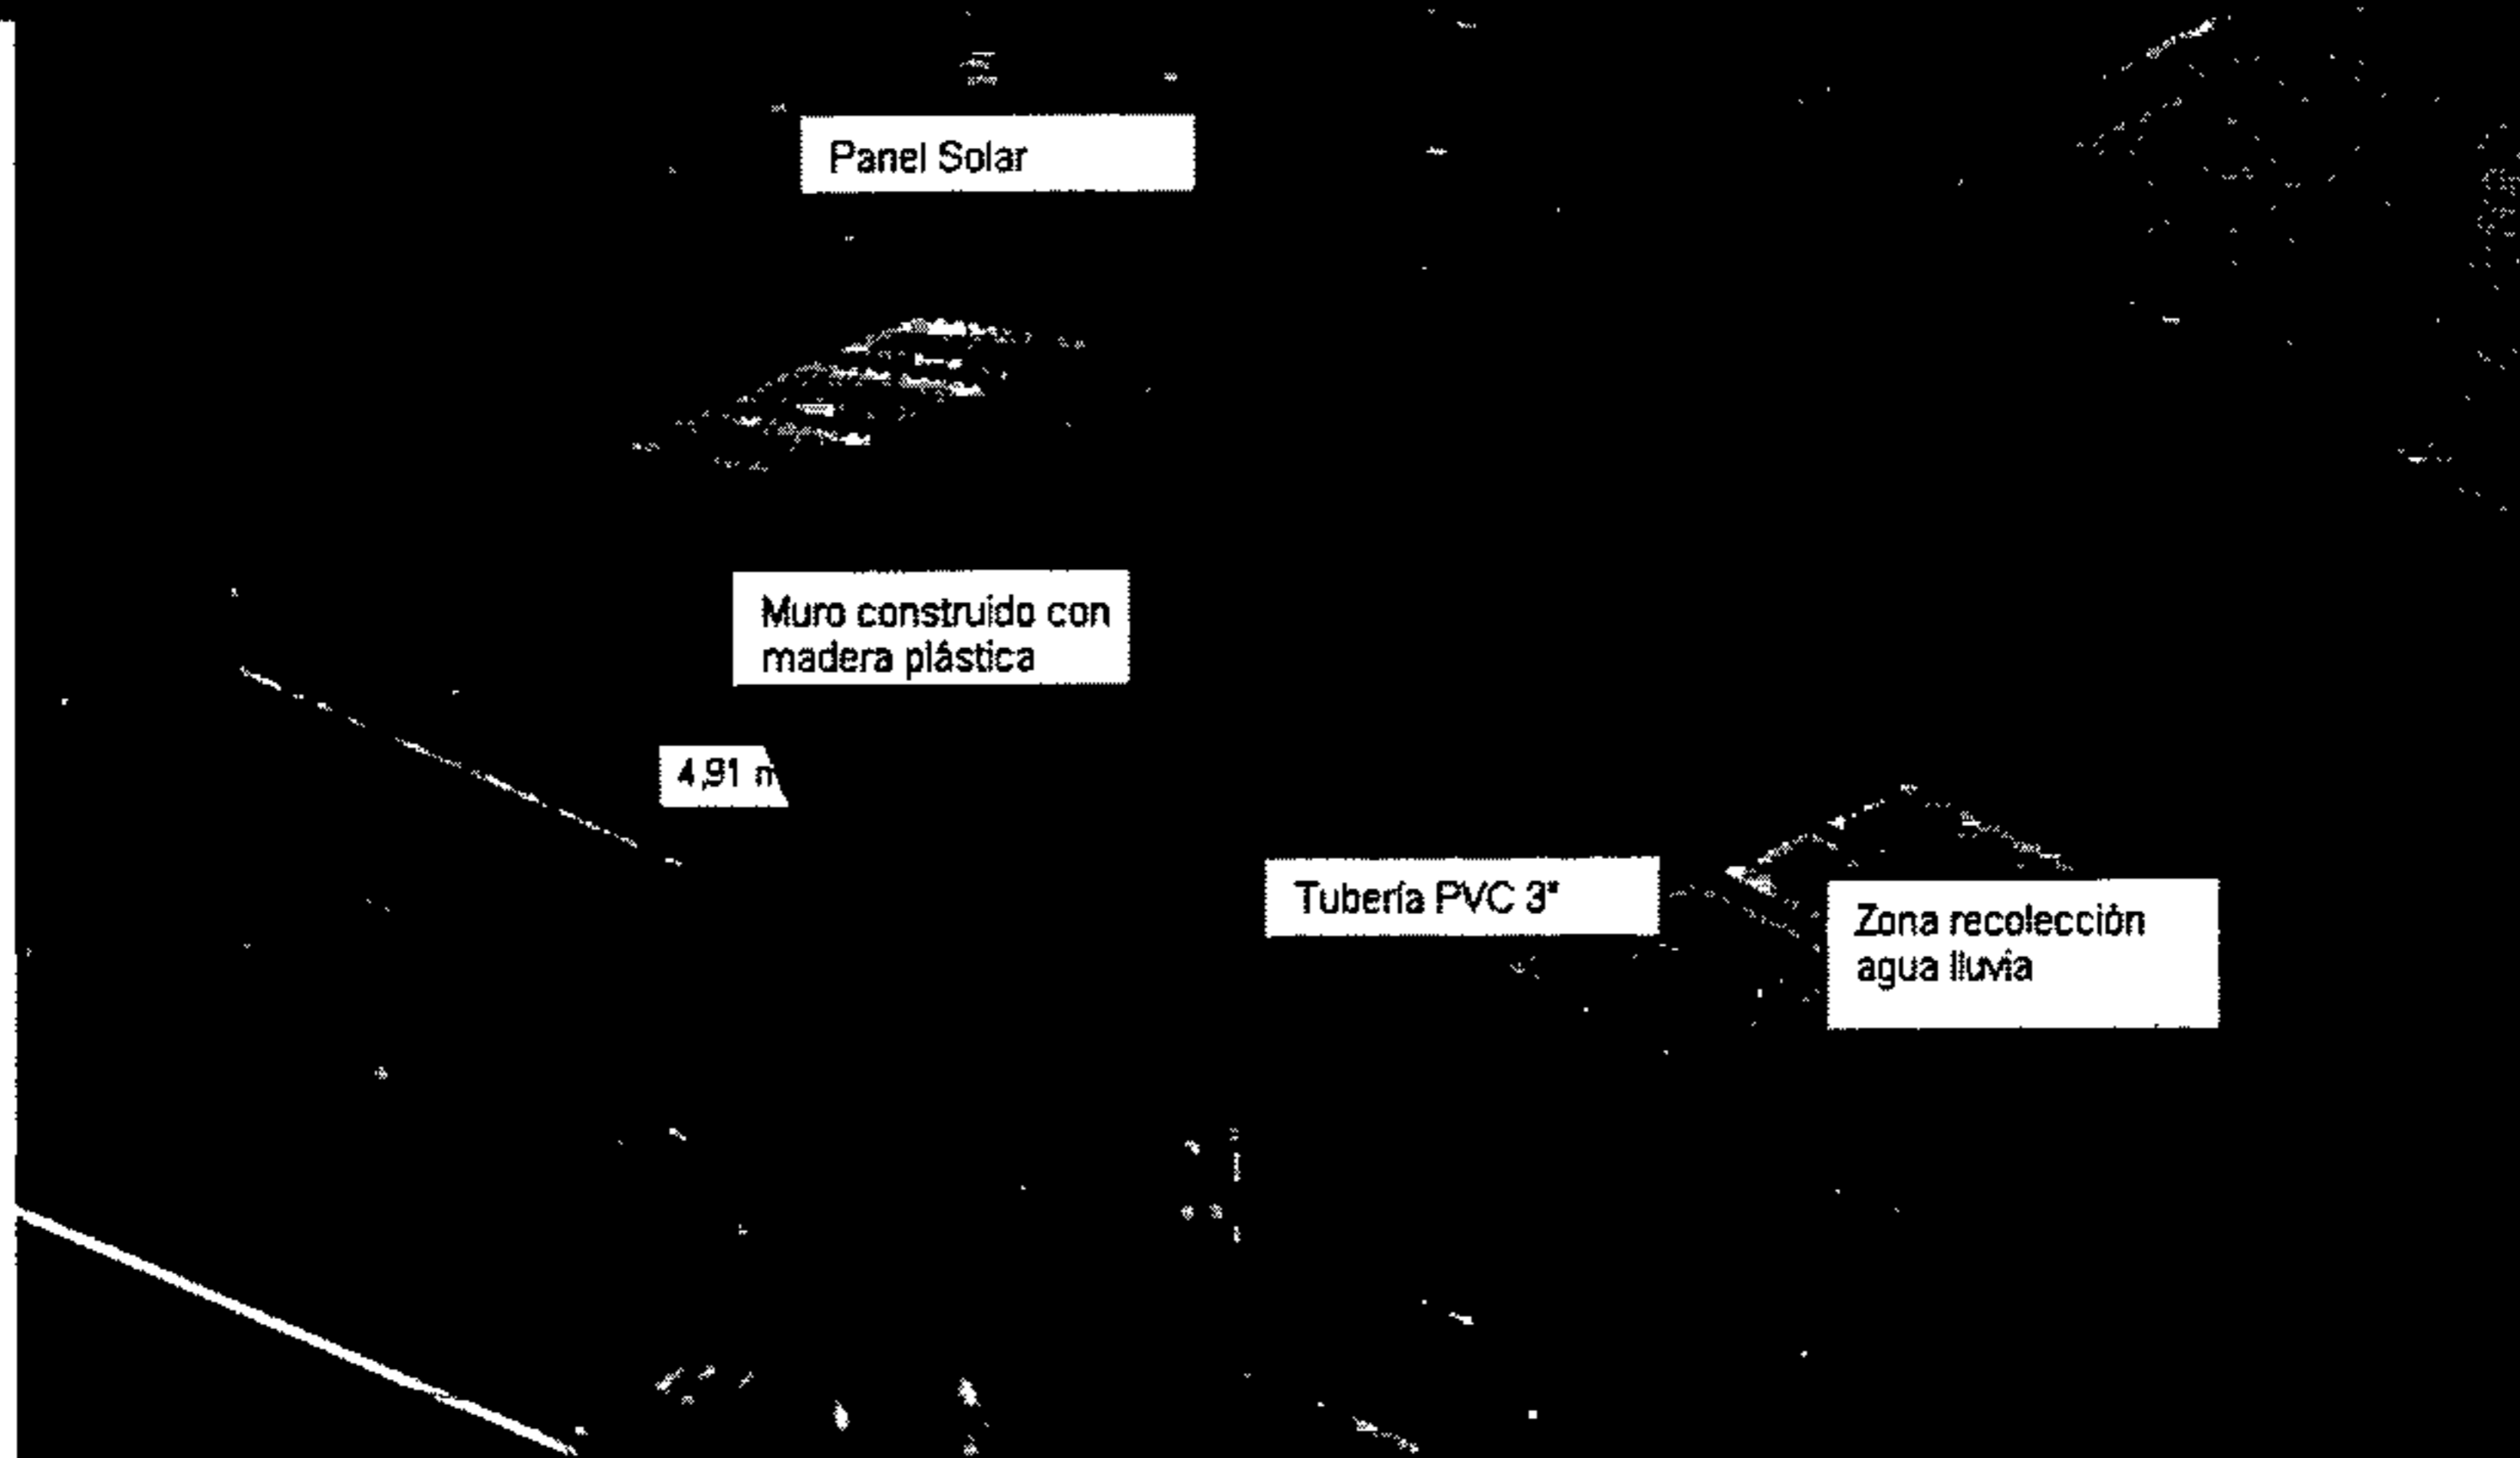 Panel Solar
Muro construido con
madera plástica
4,91 m
Tubería PVC 3"
Zona recolección
agua lluvia